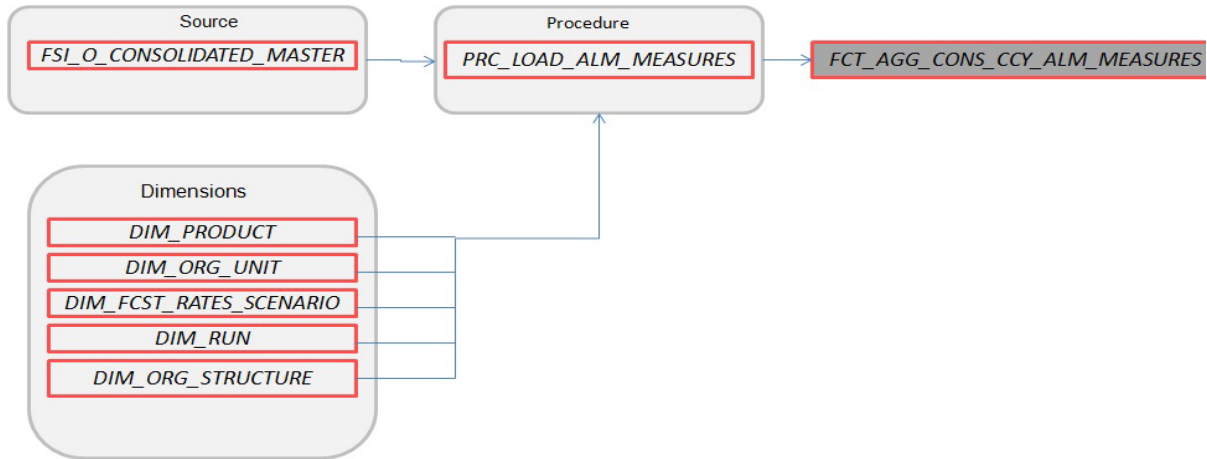 Source
FSI_O_CONSOLIDATED_MASTER
Procedure
PRC_LOAD_ALM_MEASURES
FCT_AGG_CONS_CCY_ALM_MEASURES
Dimensions
DIM_PRODUCT
DIM_ORG_UNIT
DIM_FCST_RATES_SCENARIO
DIM_RUN
DIM_ORG_STRUCTURE